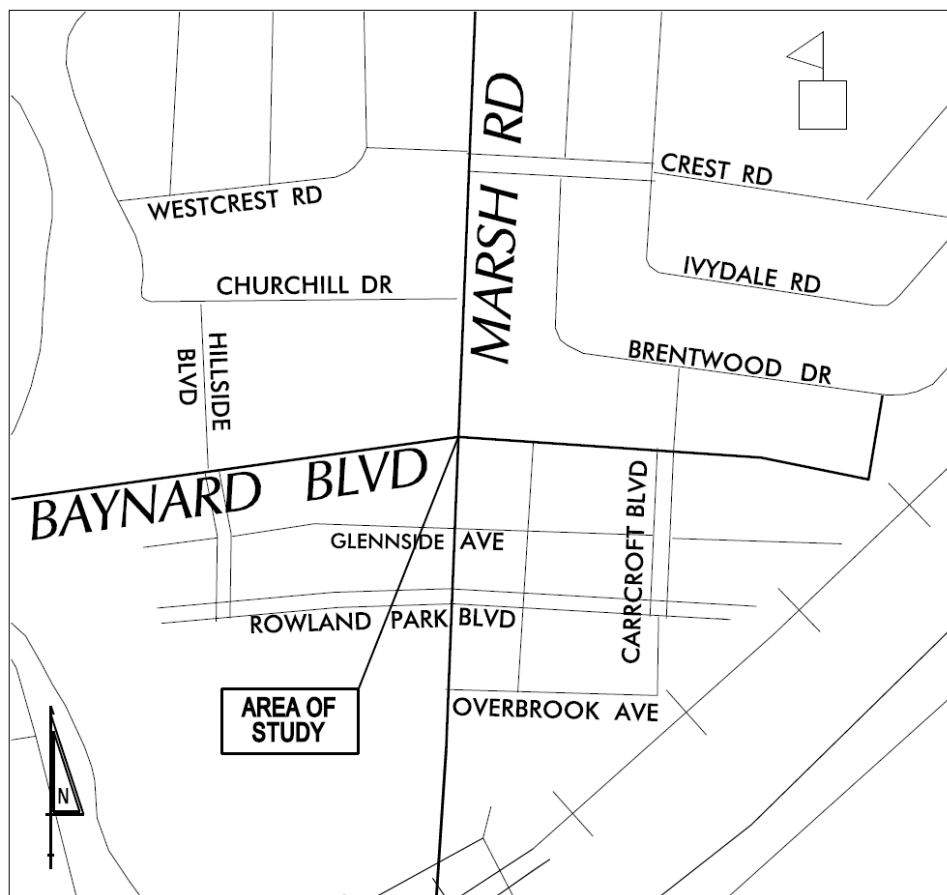 MARSH RD
CREST RD
WESTCREST RD
IVYDALE RD
CHURCHILL DR
HILLSIDE
BLVD
BRENTWOOD DR
BAYNARD BLVD
CARRCROFT BLVD
GLENNSIDE AVE
ROWLAND PARK BLVD
AREA OF
STUDY
OVERBROOK AVE
N